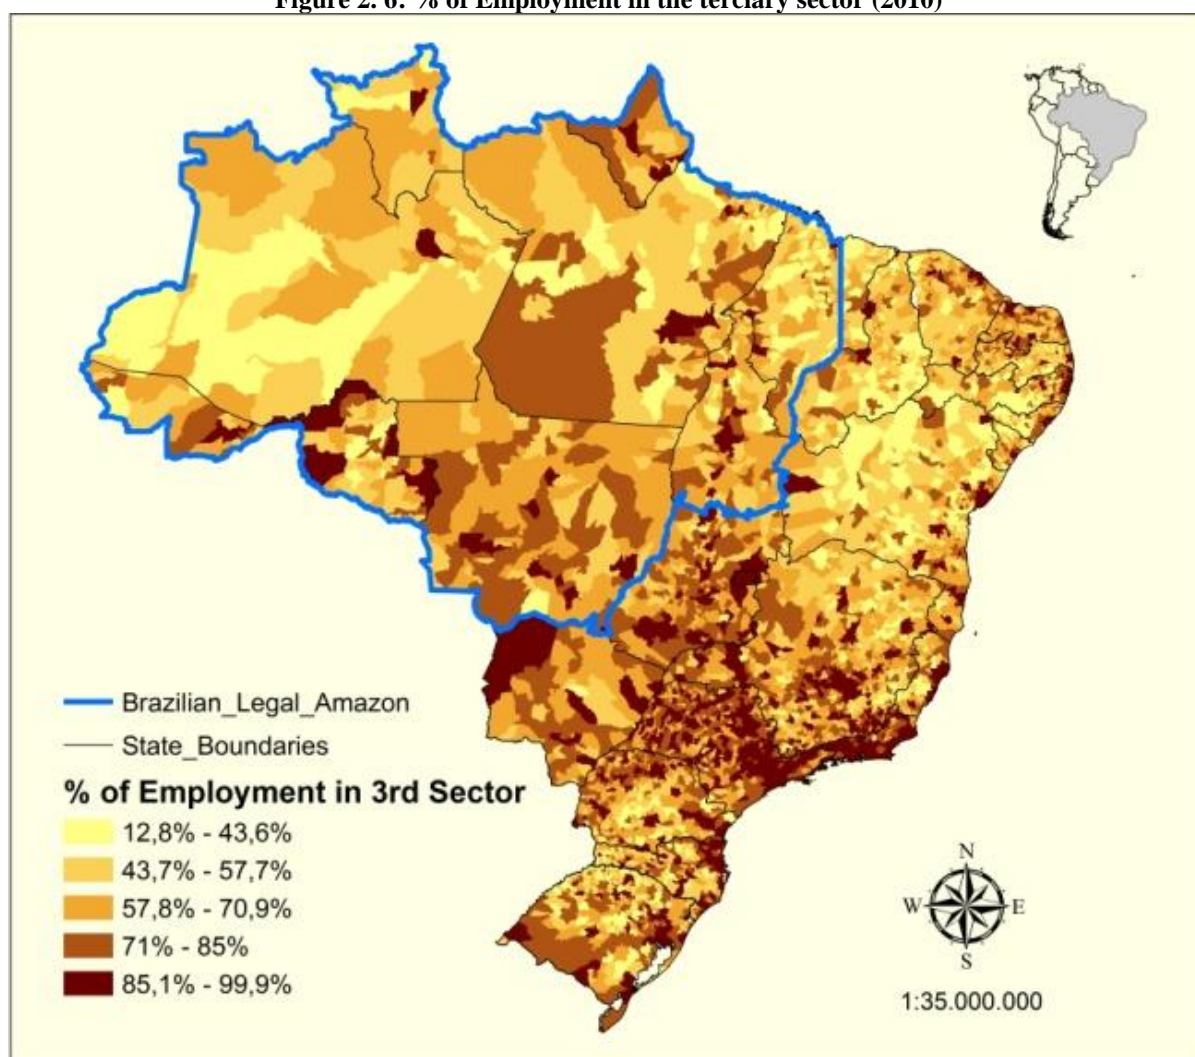 Figure 2. 6: % of Employment in the terciary sector (2010)
Brazilian_Legal_Amazon
State_Boundaries
% of Employment in 3rd Sector
12,8% - 43,6%
43,7% - 57,7%
57,8% - 70,9%
71% - 85%
85,1% - 99,9%
N
W E
S
1:35.000.000